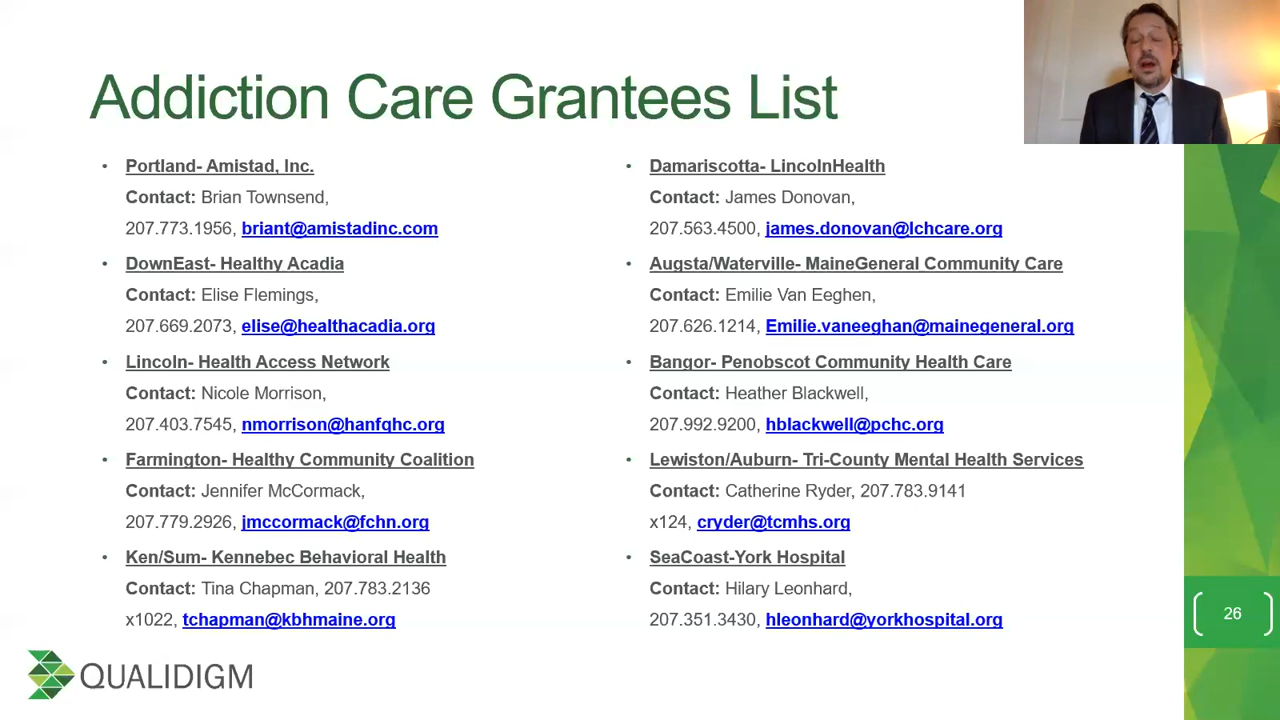 Addiction Care Grantees List
• Portland- Amistad, Inc.
Contact: Brian Townsend,
207.773.1956, briant@amistadinc.com
• DownEast- Healthy Acadia
Contact: Elise Flemings,
207.669.2073, elise@healthacadia.org
• Lincoln- Health Access Network
Contact: Nicole Morrison,
207.403.7545, nmorrison@hanfqhc.org
• Farmington- Healthy Community Coalition
Contact: Jennifer McCormack,
207.779.2926, jmccormack@fchn.org
• Ken/Sum- Kennebec Behavioral Health
Contact: Tina Chapman, 207.783.2136
x1022, tchapman@kbhmaine.org
• Damariscotta- LincolnHealth
Contact: James Donovan,
207.563.4500, james.donovan@lchcare.org
• Augsta/Waterville- MaineGeneral Community Care
Contact: Emilie Van Eeghen,
207.626.1214, Emilie.vaneeghan@mainegeneral.org
• Bangor- Penobscot Community Health Care
Contact: Heather Blackwell,
207.992.9200, hblackwell@pchc.org
• Lewiston/Auburn- Tri-County Mental Health Services
Contact: Catherine Ryder, 207.783.9141
x124, cryder@tcmhs.org
• SeaCoast-York Hospital
Contact: Hilary Leonhard,
207.351.3430, hleonhard@yorkhospital.org
26
QUALIDIGM